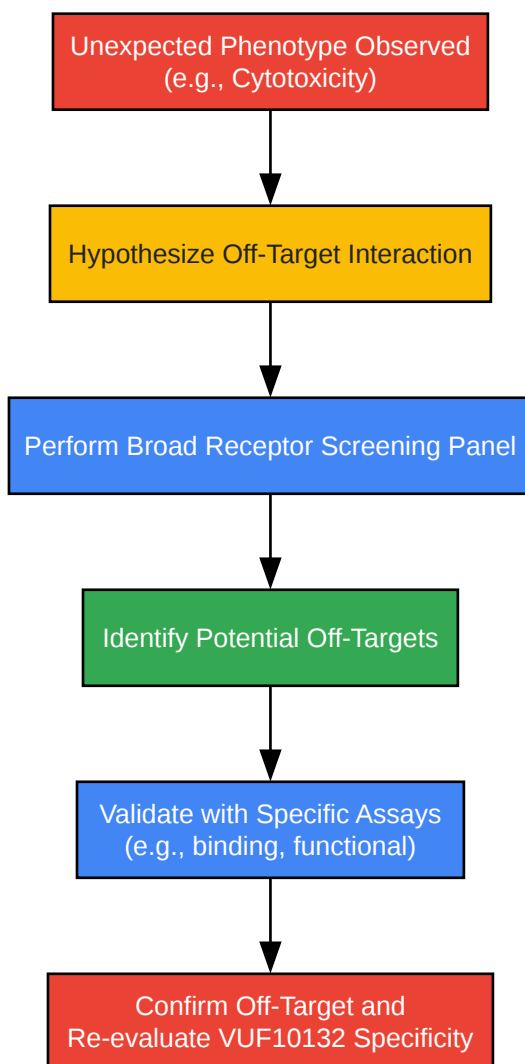 Unexpected Phenotype Observed
(e.g., Cytotoxicity)
Hypothesize Off-Target Interaction
Perform Broad Receptor Screening Panel
Identify Potential Off-Targets
Validate with Specific Assays
(e.g., binding, functional)
Confirm Off-Target and
Re-evaluate VUF10132 Specificity